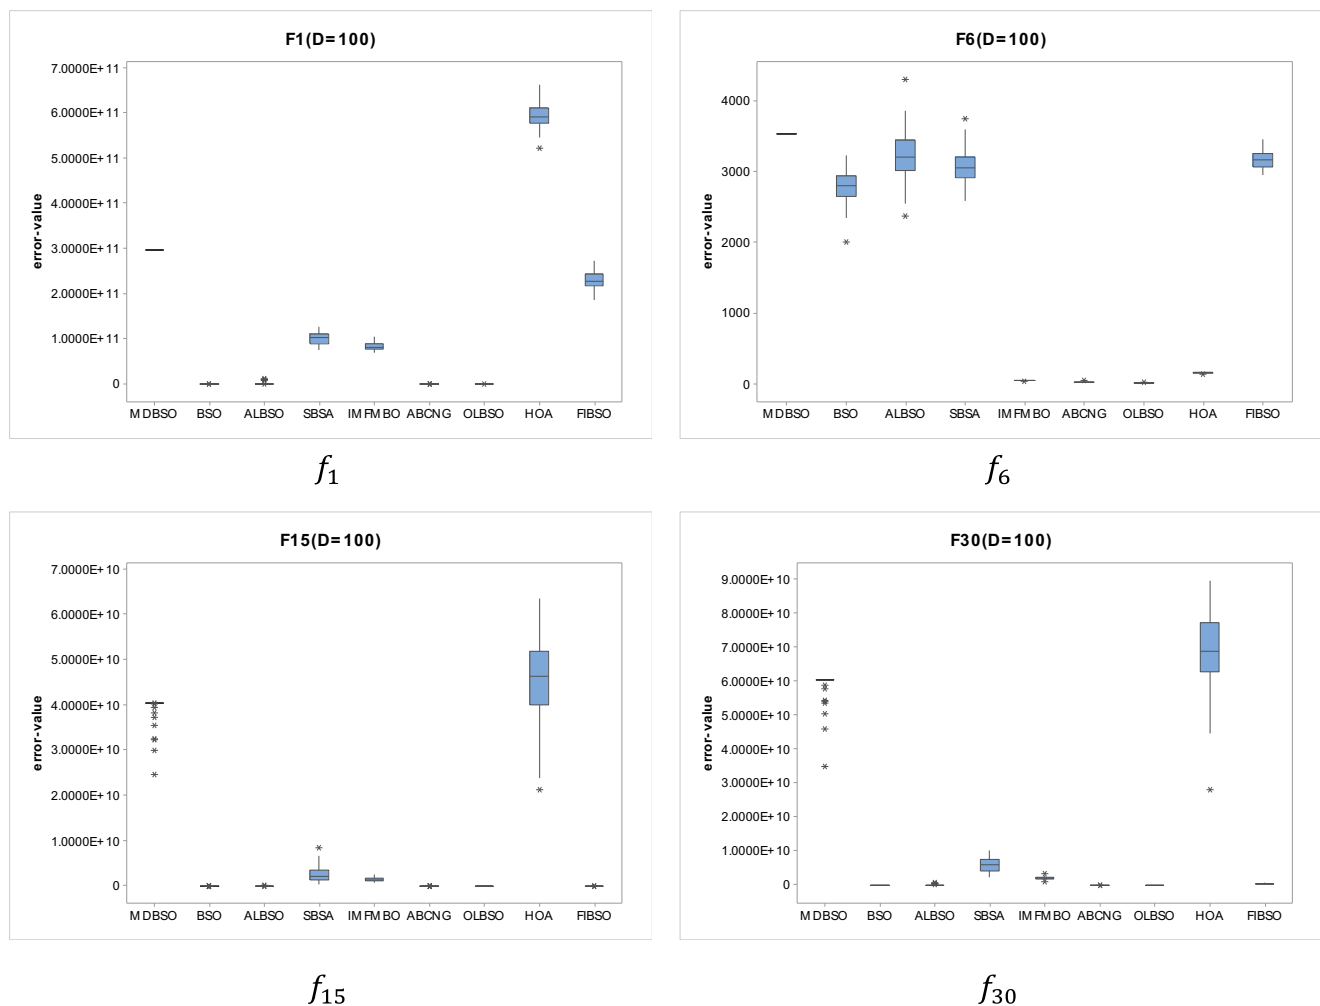 F1(D=100)
error-value
7.0000E+11
6.0000E+11
5.0000E+11
4.0000E+11
3.0000E+11
2.0000E+11
1.0000E+11
0
MDBSO BSO ALBSO SBSA IMFMBO ABCNG OLBSO HOA FIBSO
f1
F6(D=100)
error-value
4000
3000
2000
1000
0
MDBSO BSO ALBSO SBSA IMFMBO ABCNG OLBSO HOA FIBSO
f6
F15(D=100)
error-value
7.0000E+10
6.0000E+10
5.0000E+10
4.0000E+10
3.0000E+10
2.0000E+10
1.0000E+10
0
MDBSO BSO ALBSO SBSA IMFMBO ABCNG OLBSO HOA FIBSO
f15
F30(D=100)
error-value
9.0000E+10
8.0000E+10
7.0000E+10
6.0000E+10
5.0000E+10
4.0000E+10
3.0000E+10
2.0000E+10
1.0000E+10
0
MDBSO BSO ALBSO SBSA IMFMBO ABCNG OLBSO HOA FIBSO
f30